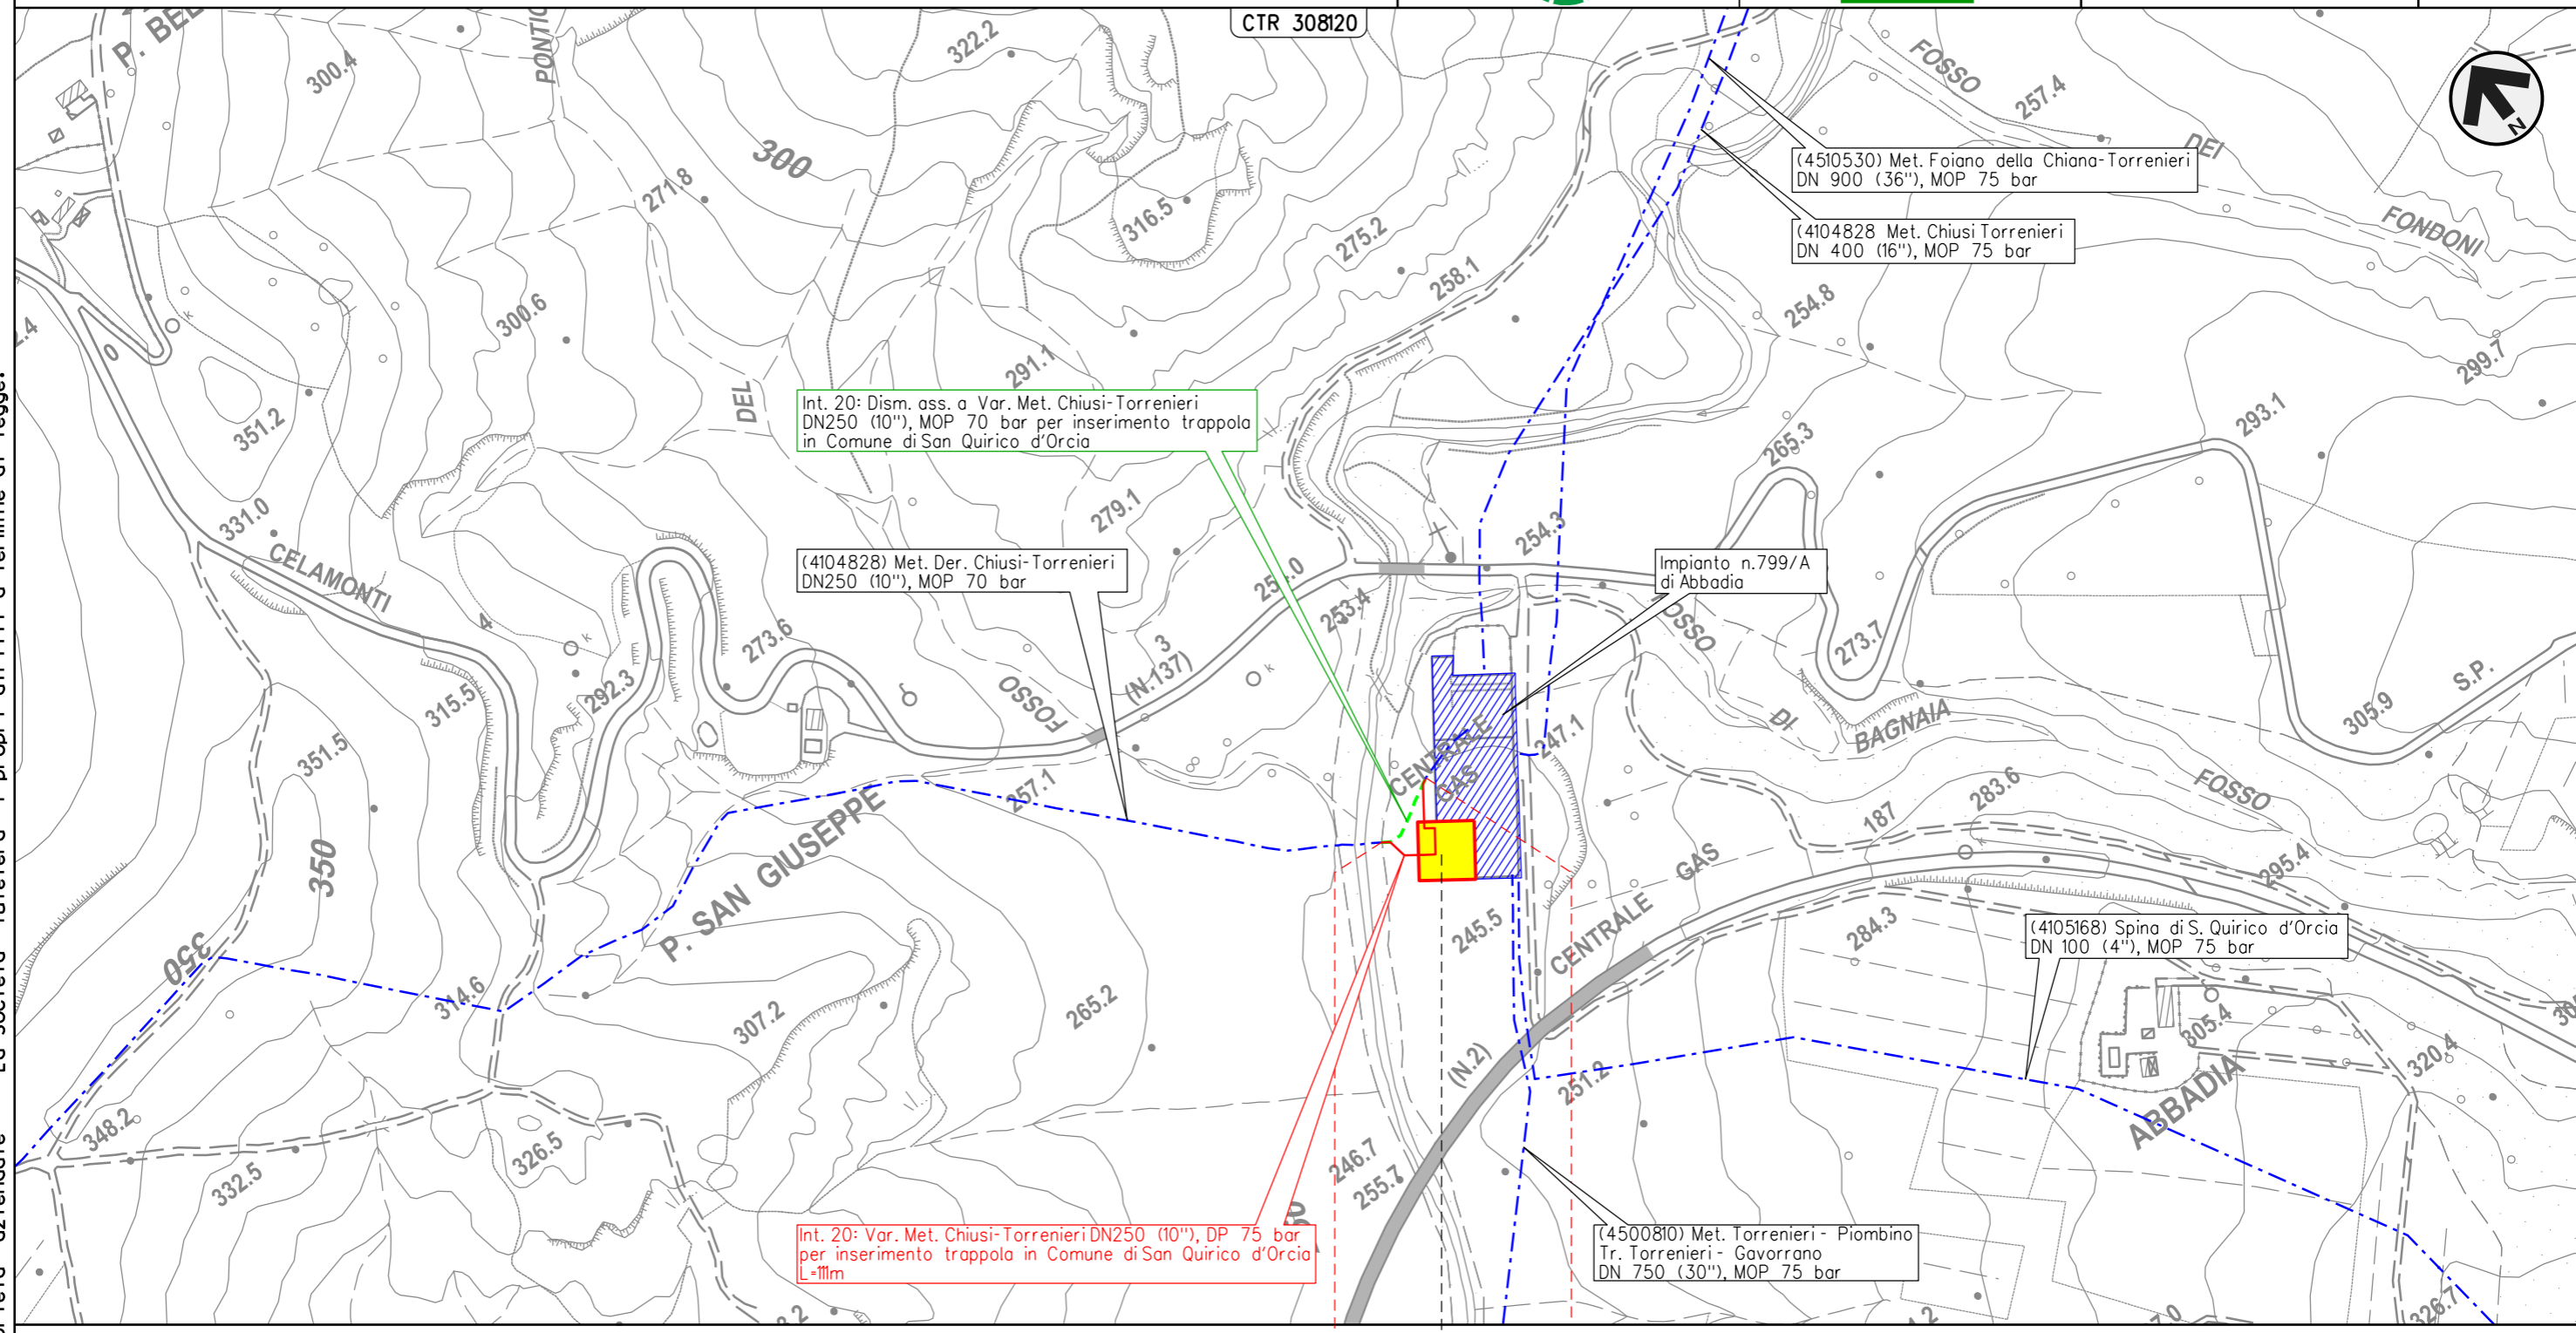 CTR 308120
P. BEL
PONTIC
300.4
322.2
FOSSO
257.4
DEI
FONDONI
N
(4510530) Met. Foiano della Chiana-Torrenieri
DN 900 (36"), MOP 75 bar
(4104828 Met. Chiusi Torrenieri
DN 400 (16"), MOP 75 bar
300
271.8
316.5
275.2
258.1
254.8
300.6
k
0
2.4
291.1
299.7
293.1
DEL
351.2
Int. 20: Dism. ass. a Var. Met. Chiusi-Torrenieri
DN250 (10"), MOP 70 bar per inserimento trappola
in Comune di San Quirico d'Orcia
265.3
331.0
279.1
254.3
CELAMONTI
(4104828) Met. Der. Chiusi-Torrenieri
DN250 (10"), MOP 70 bar
Impianto n.799/A
di Abbadia
253.4
4
k
273.6
3
(N.137)
k
OSSO
DI
BAGNAIA
273.7
315.5
292.3
FOSSO
305.9
S.P.
351.5
257.1
CENTRALE
GAS
247.1
283.6
FOSSO
187
350
P. SAN GIUSEPPE
k
295.4
350
245.5
CENTRALE
GAS
284.3
(4105168) Spina di S. Quirico d'Orcia
DN 100 (4"), MOP 75 bar
314.6
307.2
265.2
305.4
320.4
(N.2)
251.2
ABBADIA
348.2
326.5
332.5
246.7
255.7
Int. 20: Var. Met. Chiusi-Torrenieri DN250 (10"), DP 75 bar
per inserimento trappola in Comune di San Quirico d'Orcia
L=111m
(4500810) Met. Torrenieri - Piombino
Tr. Torrenieri - Gavorrano
DN 750 (30"), MOP 75 bar
326.7